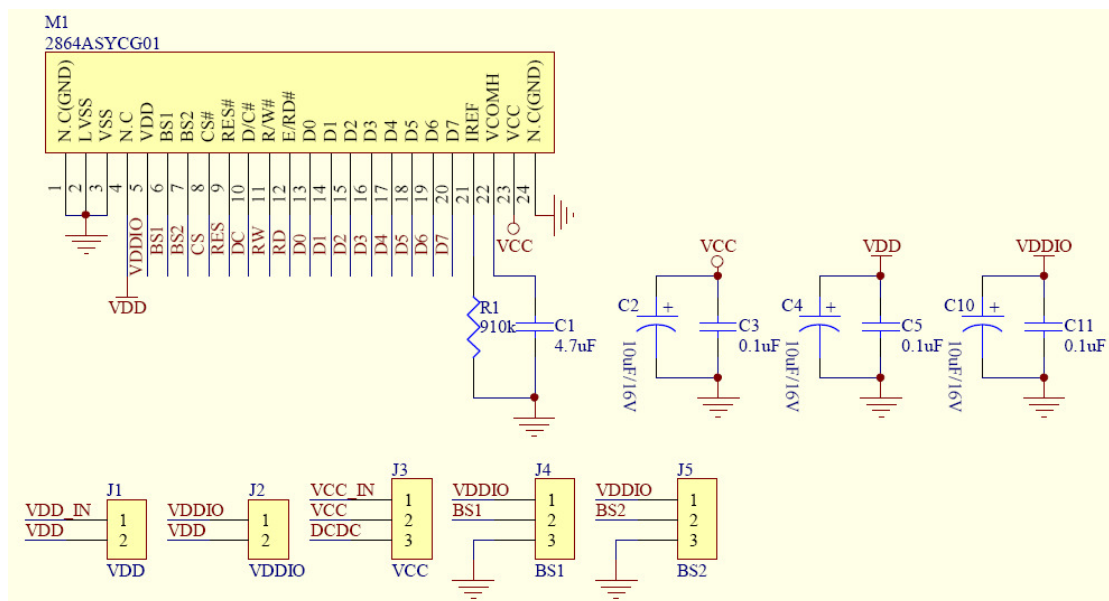 M1
2864ASYCG01
N.C(GND)
LVSS
VSS
N.C
VDD
BS1
BS2
CS#
RES#
D/C#
R/W#
E/RD#
D0
D1
D2
D3
D4
D5
D6
D7
IREF
VCOMH
VCC
N.C(GND)
1
2
3
4
5
6
7
8
9
10
11
12
13
14
15
16
17
18
19
20
21
22
23
24
VDDIO
BS1
BS2
CS
RES
DC
RW
RD
D0
D1
D2
D3
D4
D5
D6
D7
VCC
VDD
R1
910k
C1
4.7uF
VCC
C2
+
10uF/16V
C3
0.1uF
VDD
C4
+
10uF/16V
C5
0.1uF
VDDIO
C10
+
10uF/16V
C11
0.1uF
J1
VDD_IN 1
VDD 2
VDD
J2
VDDIO 1
VDD 2
VDDIO
J3
VCC_IN 1
VCC 2
DCDC 3
VCC
J4
VDDIO 1
BS1 2
3
BS1
J5
VDDIO 1
BS2 2
3
BS2